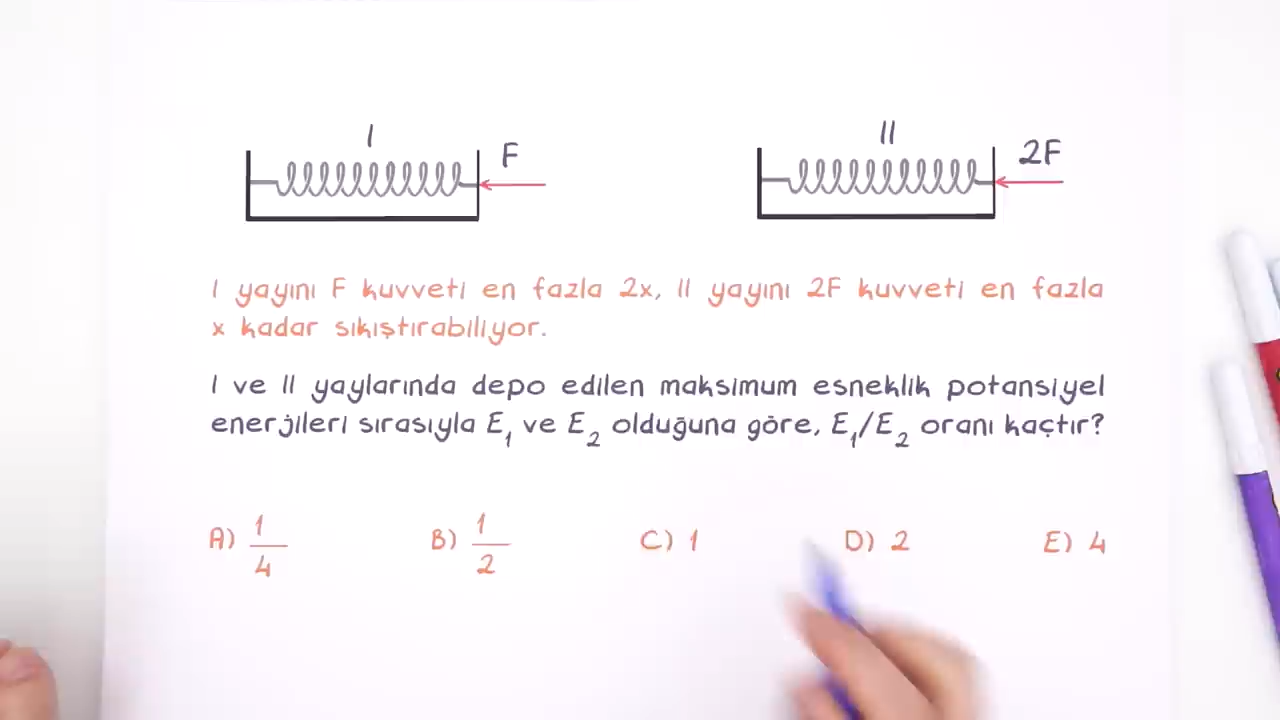 I
F
II
2F
I yayını F kuvveti en fazla 2x, II yayını 2F kuvveti en fazla
x kadar sıkıştırabiliyor.
I ve II yaylarında depo edilen maksimum esneklik potansiyel
enerjileri sırasıyla E₁ ve E₂ olduğuna göre, E₁/E₂ oranı kaçtır?
A) 1/4 B) 1/2 C) 1 D) 2 E) 4